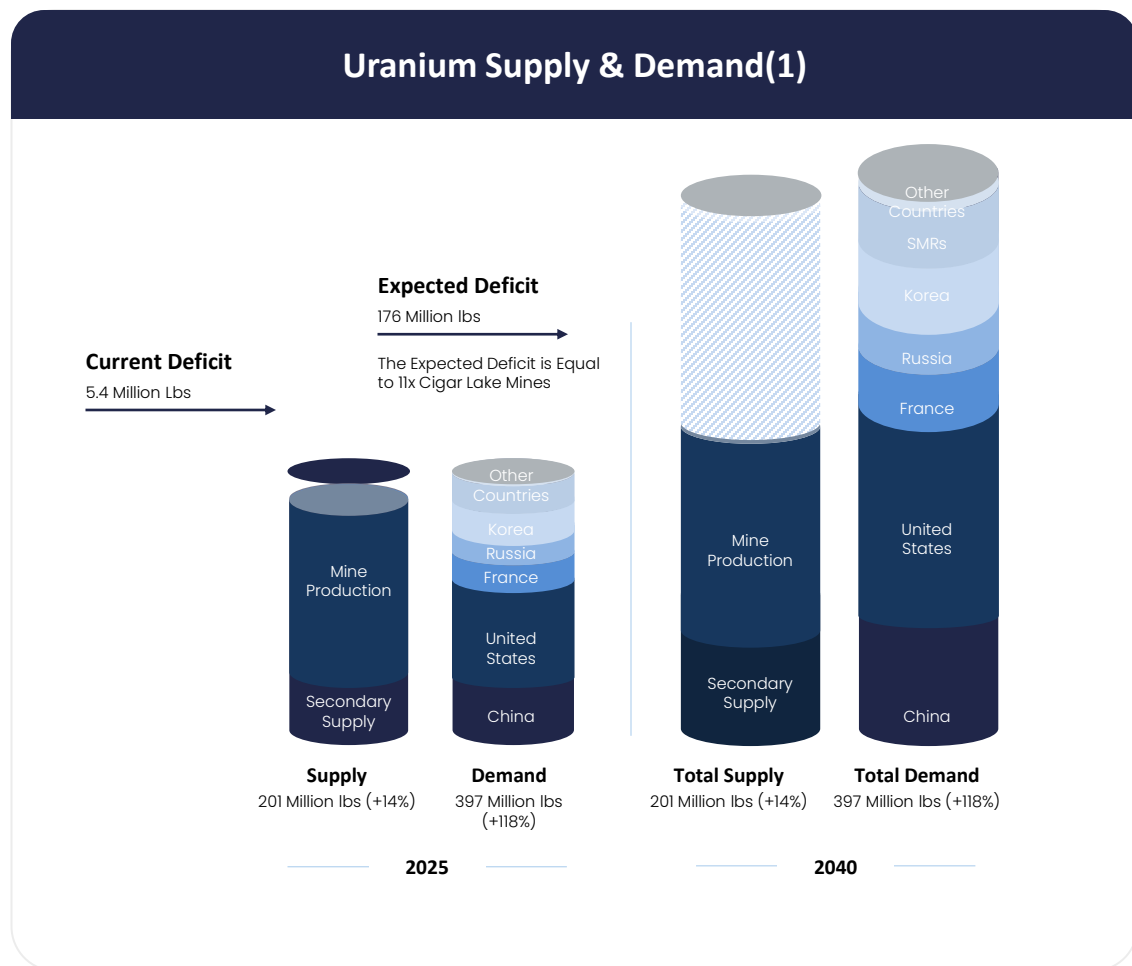 Uranium Supply & Demand(1)
Current Deficit
5.4 Million Lbs
Expected Deficit
176 Million lbs
The Expected Deficit is Equal
to 11x Cigar Lake Mines
Mine
Production
Secondary
Supply
Other
Countries
Korea
Russia
France
United
States
China
Mine
Production
Secondary
Supply
Other
Countries
SMRs
Korea
Russia
France
United
States
China
Supply
201 Million lbs (+14%)
Demand
397 Million lbs
(+118%)
Total Supply
201 Million lbs (+14%)
Total Demand
397 Million lbs (+118%)
2025
2040